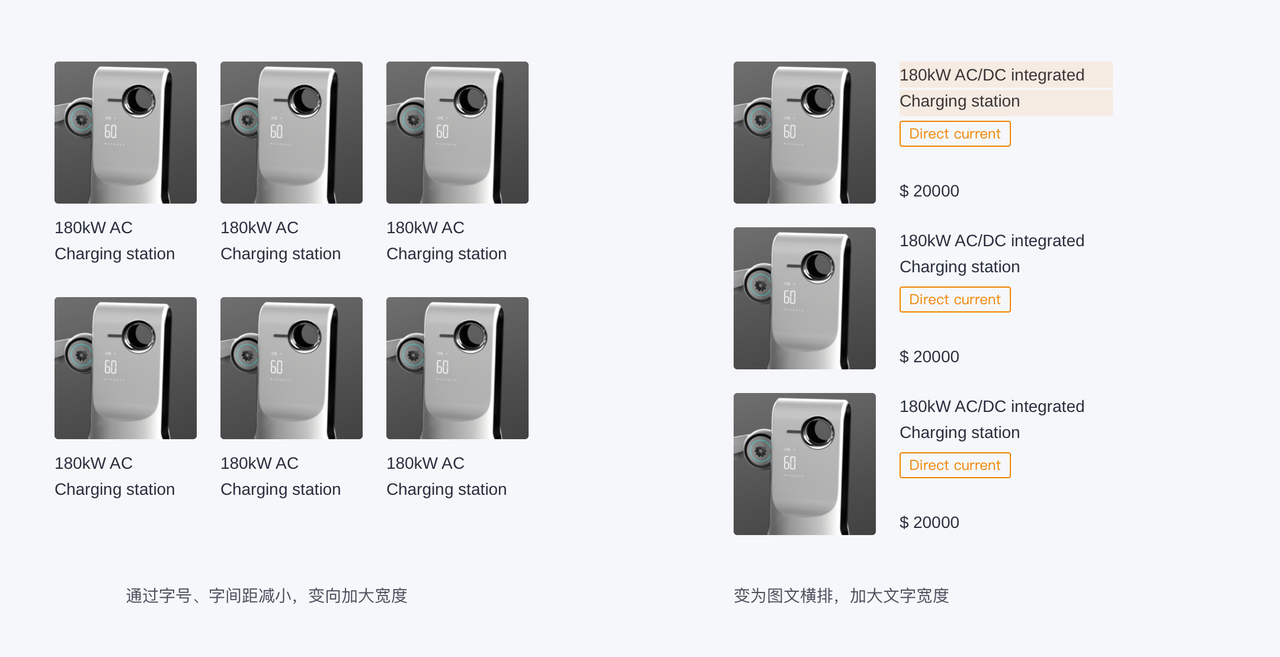 60
60
60
180kW AC
Charging station
180kW AC
Charging station
180kW AC
Charging station
60
60
60
180kW AC
Charging station
180kW AC
Charging station
180kW AC
Charging station
通过字号、字间距减小，变向加大宽度
60
180kW AC/DC integrated
Charging station
Direct current
$ 20000
60
180kW AC/DC integrated
Charging station
Direct current
$ 20000
60
180kW AC/DC integrated
Charging station
Direct current
$ 20000
变为图文横排，加大文字宽度